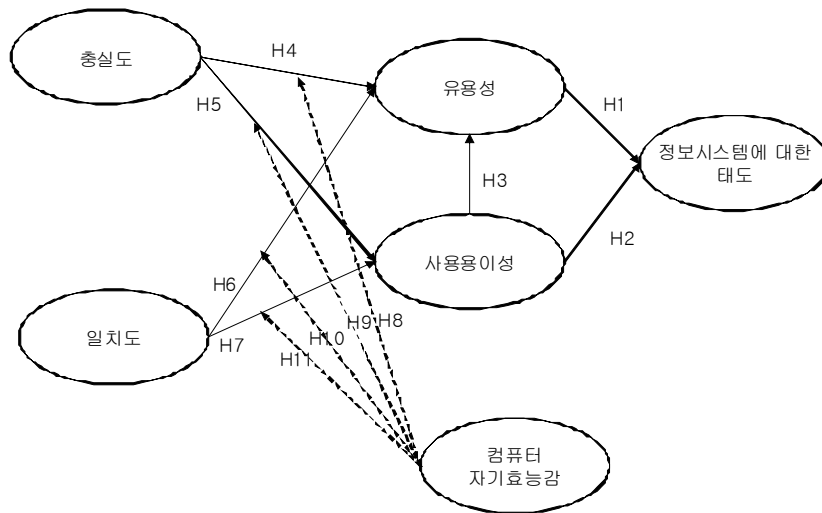 충실도
H4
유용성
H5
H1
정보시스템에 대한
태도
H3
사용용이성
H2
H6
일치도
H7
H11
H10
H9
H8
컴퓨터
자기효능감